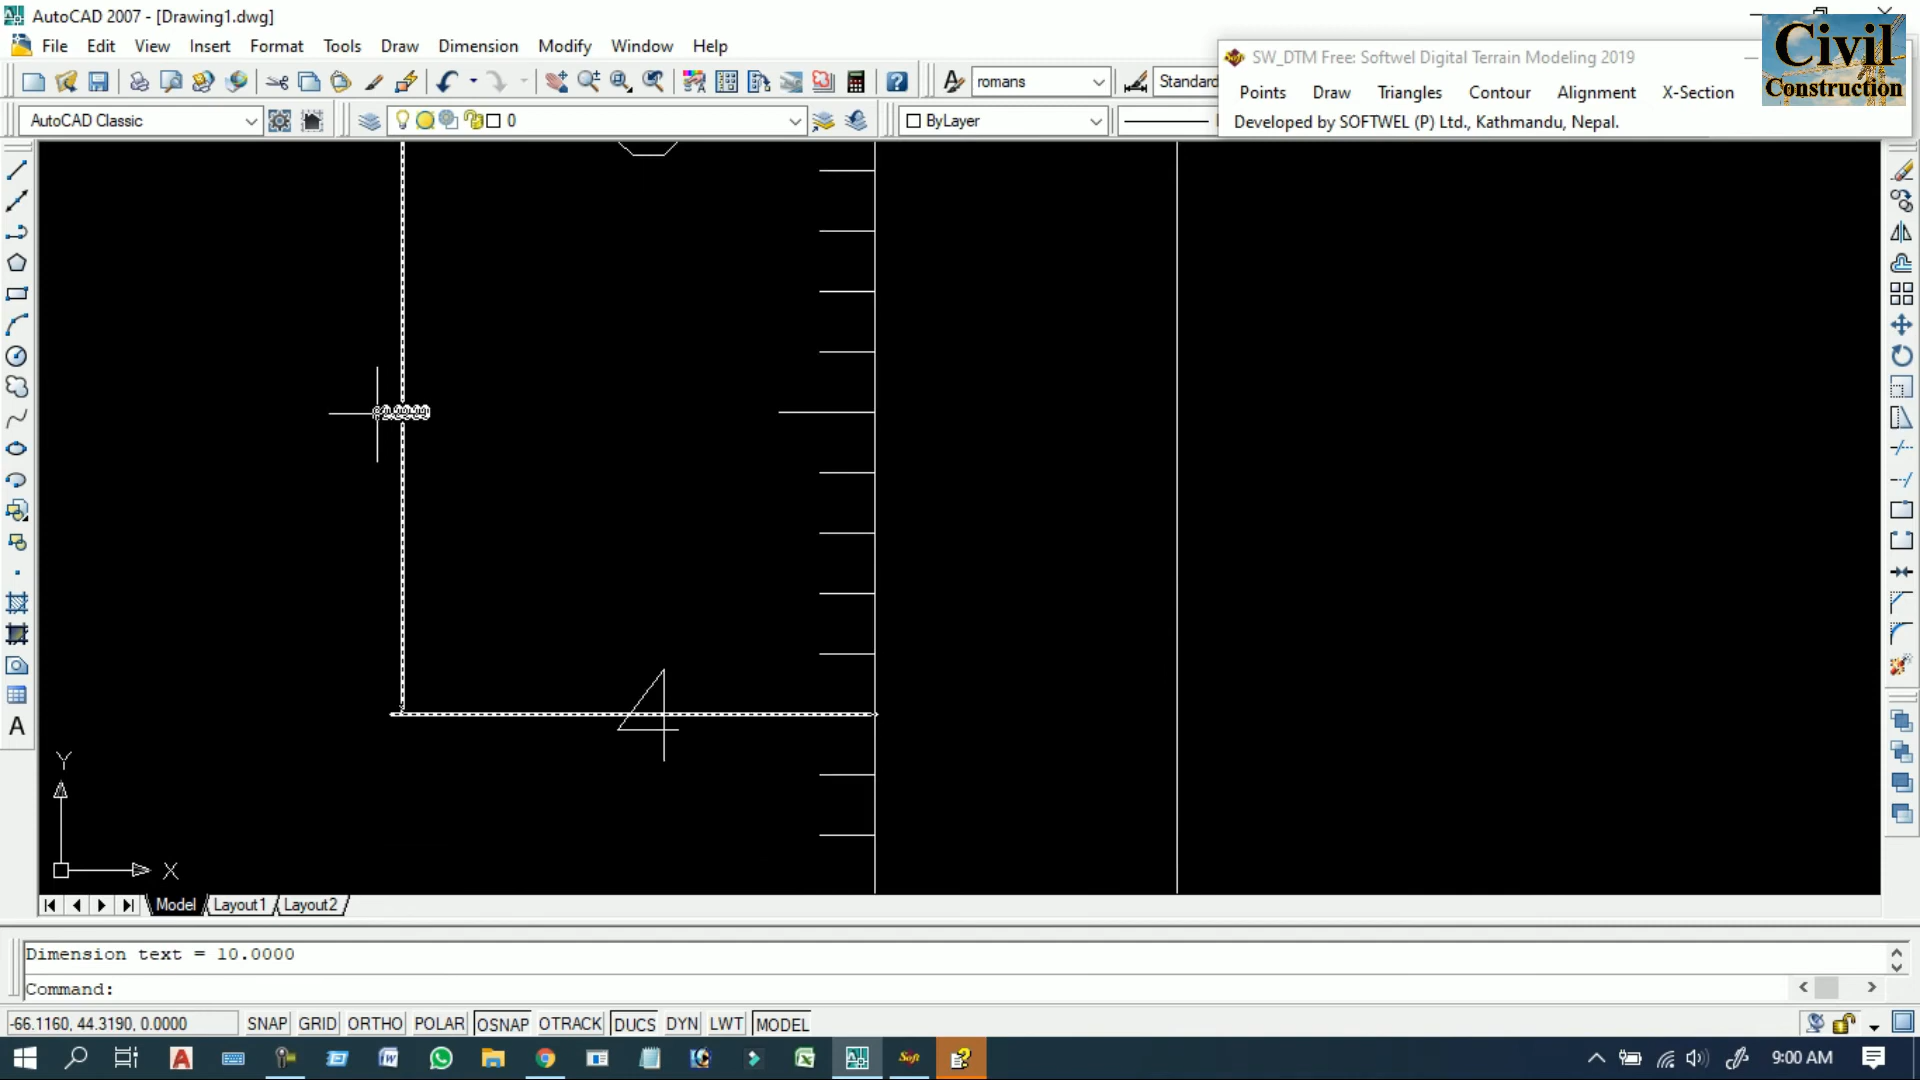 AutoCAD 2007 - [Drawing1.dwg]
File Edit View Insert Format Tools Draw Dimension Modify Window Help
romans
Standard
AutoCAD Classic
0
ByLayer
SW_DTM Free: Softwel Digital Terrain Modeling 2019
Points Draw Triangles Contour Alignment X-Section
Developed by SOFTWEL (P) Ltd., Kathmandu, Nepal.
Civil
Construction
A
4
Y
X
Model Layout1 Layout2
Dimension text = 10.0000
Command:
-66.1160, 44.3190, 0.0000 SNAP GRID ORTHO POLAR OSNAP OTRACK DUCS DYN LWT MODEL
Soft
9:00 AM